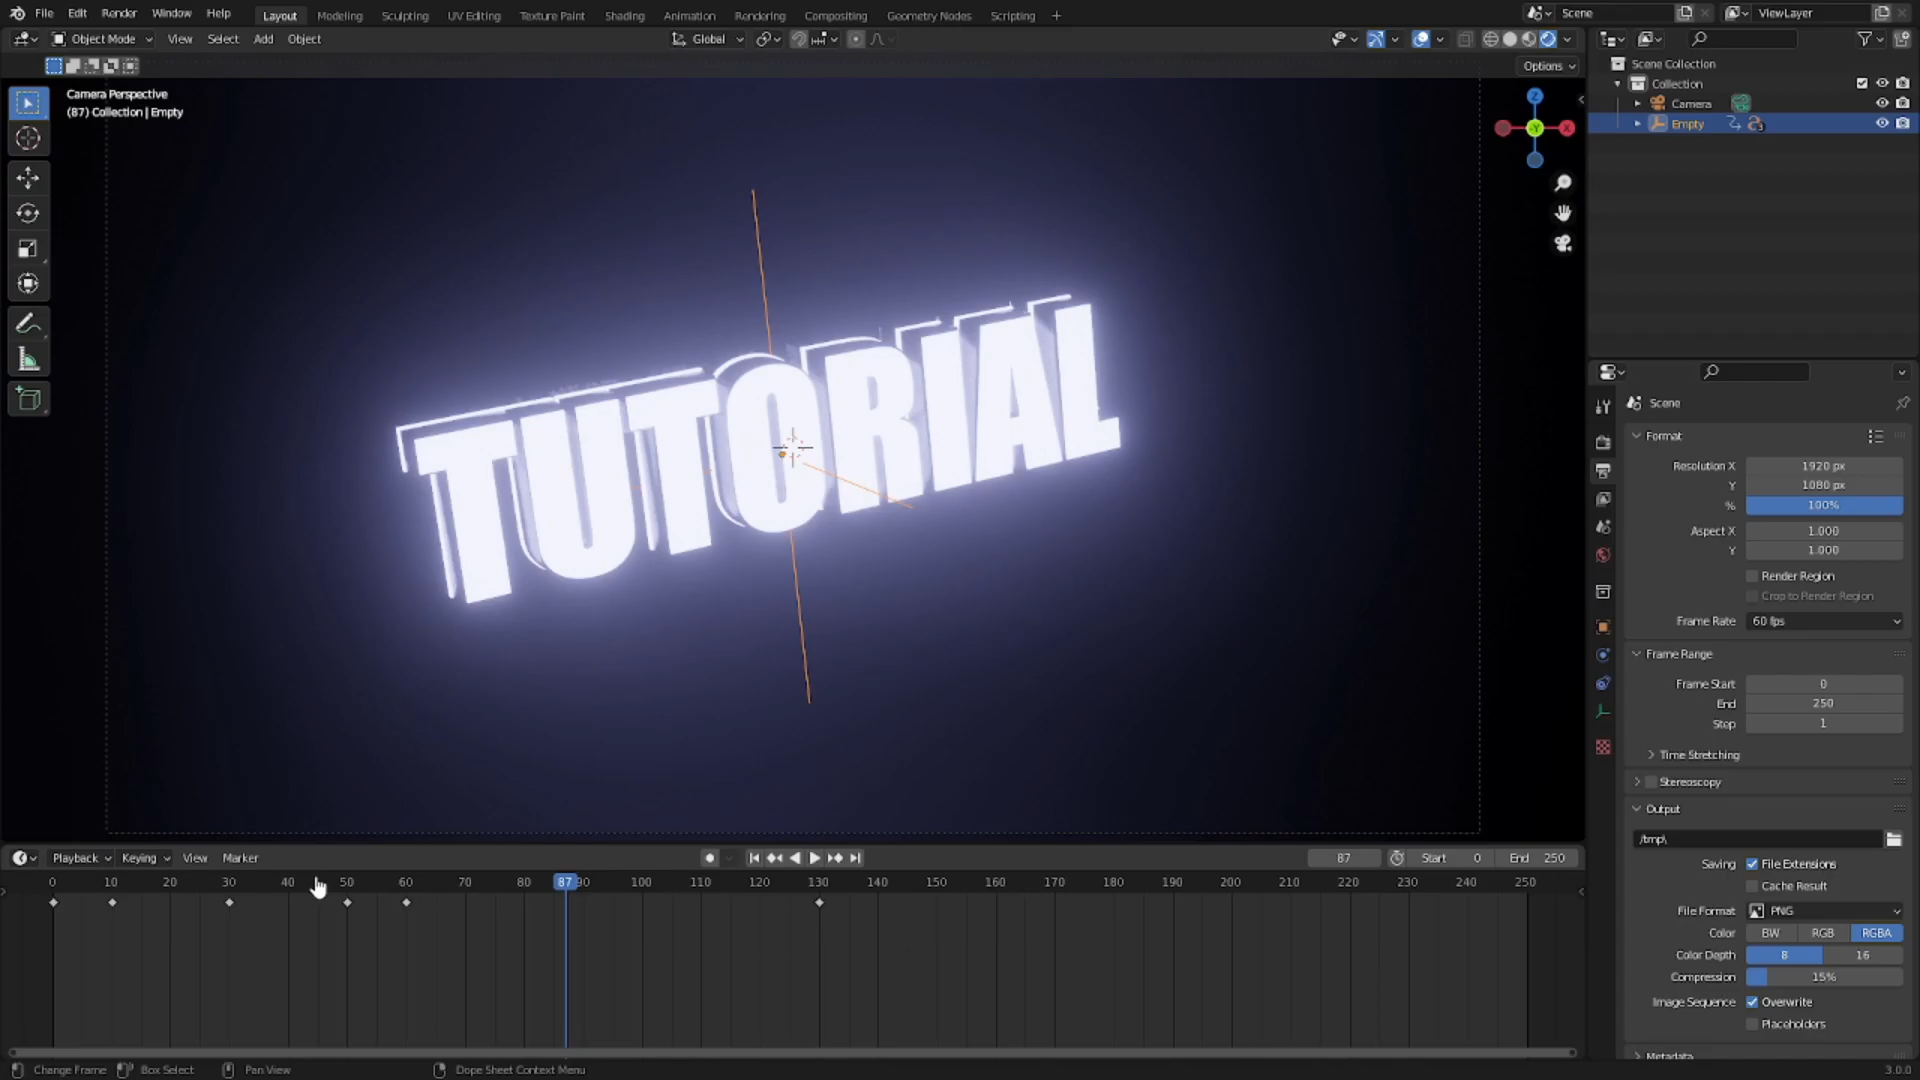 File Edit Render Window Help Layout Modeling Sculpting UV Editing Texture Paint Shading Animation Rendering Compositing Geometry Nodes Scripting + Scene ViewLayer
Object Mode View Select Add Object Global
Options
Camera Perspective
(87) Collection | Empty
Z
-Y
X
TUTORIAL
Scene Collection
Collection
Camera
Empty
3
Scene
Format
Resolution X 1920 px
Y 1080 px
% 100%
Aspect X 1.000
Y 1.000
Render Region
Crop to Render Region
Frame Rate 60 fps
Frame Range
Frame Start 0
End 250
Step 1
Time Stretching
Stereoscopy
Output
/tmp\
Saving File Extensions
Cache Result
File Format PNG
Color BW RGB RGBA
Color Depth 8 16
Compression 15%
Image Sequence Overwrite
Placeholders
Metadata
Playback Keying View Marker 87 Start 0 End 250
0 10 20 30 40 50 60 70 80 87 90 100 110 120 130 140 150 160 170 180 190 200 210 220 230 240 250
Change Frame Box Select Pan View Dope Sheet Context Menu 3.0.0